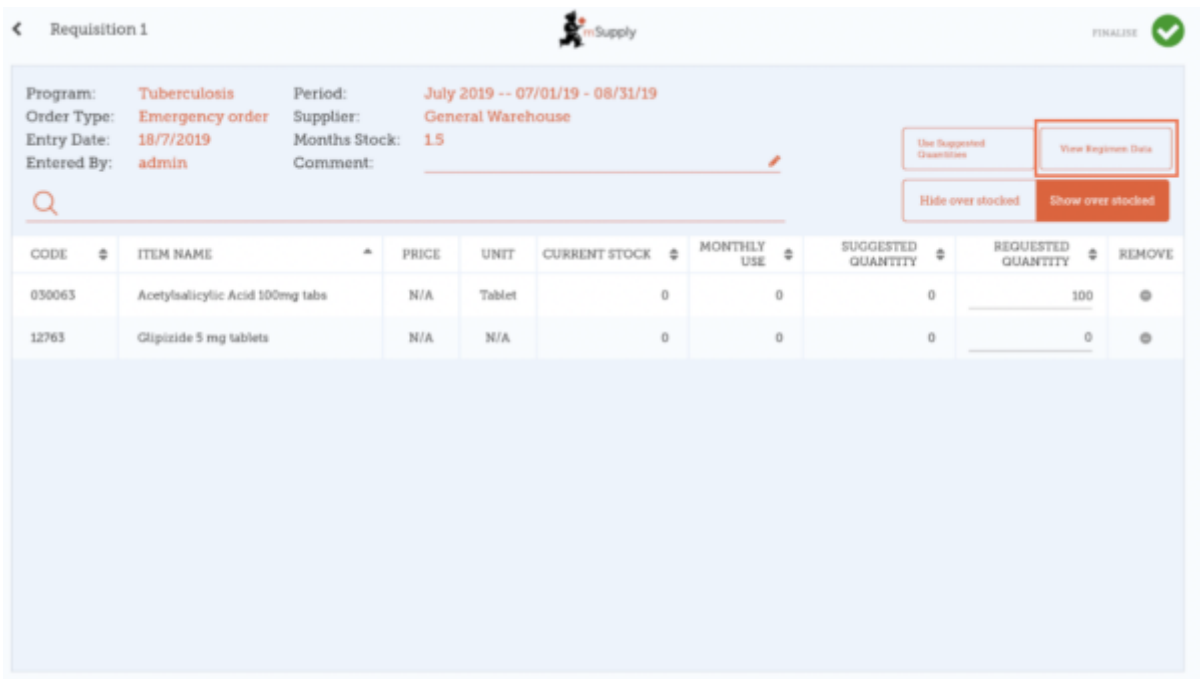 Requisition 1
mSupply
FINALISE
Program: Tuberculosis Period: July 2019 -- 07/01/19 - 08/31/19
Order Type: Emergency order Supplier: General Warehouse
Entry Date: 18/7/2019 Months Stock: 1.5
Entered By: admin Comment:
Use Suggested
Quantities
View Regimen Data
Hide over stocked Show over stocked
CODE ITEM NAME PRICE UNIT CURRENT STOCK MONTHLY USE SUGGESTED QUANTITY REQUESTED QUANTITY REMOVE
030063 Acetylsalicylic Acid 100mg tabs N/A Tablet 0 0 0 100
12763 Glipizide 5 mg tablets N/A N/A 0 0 0 0